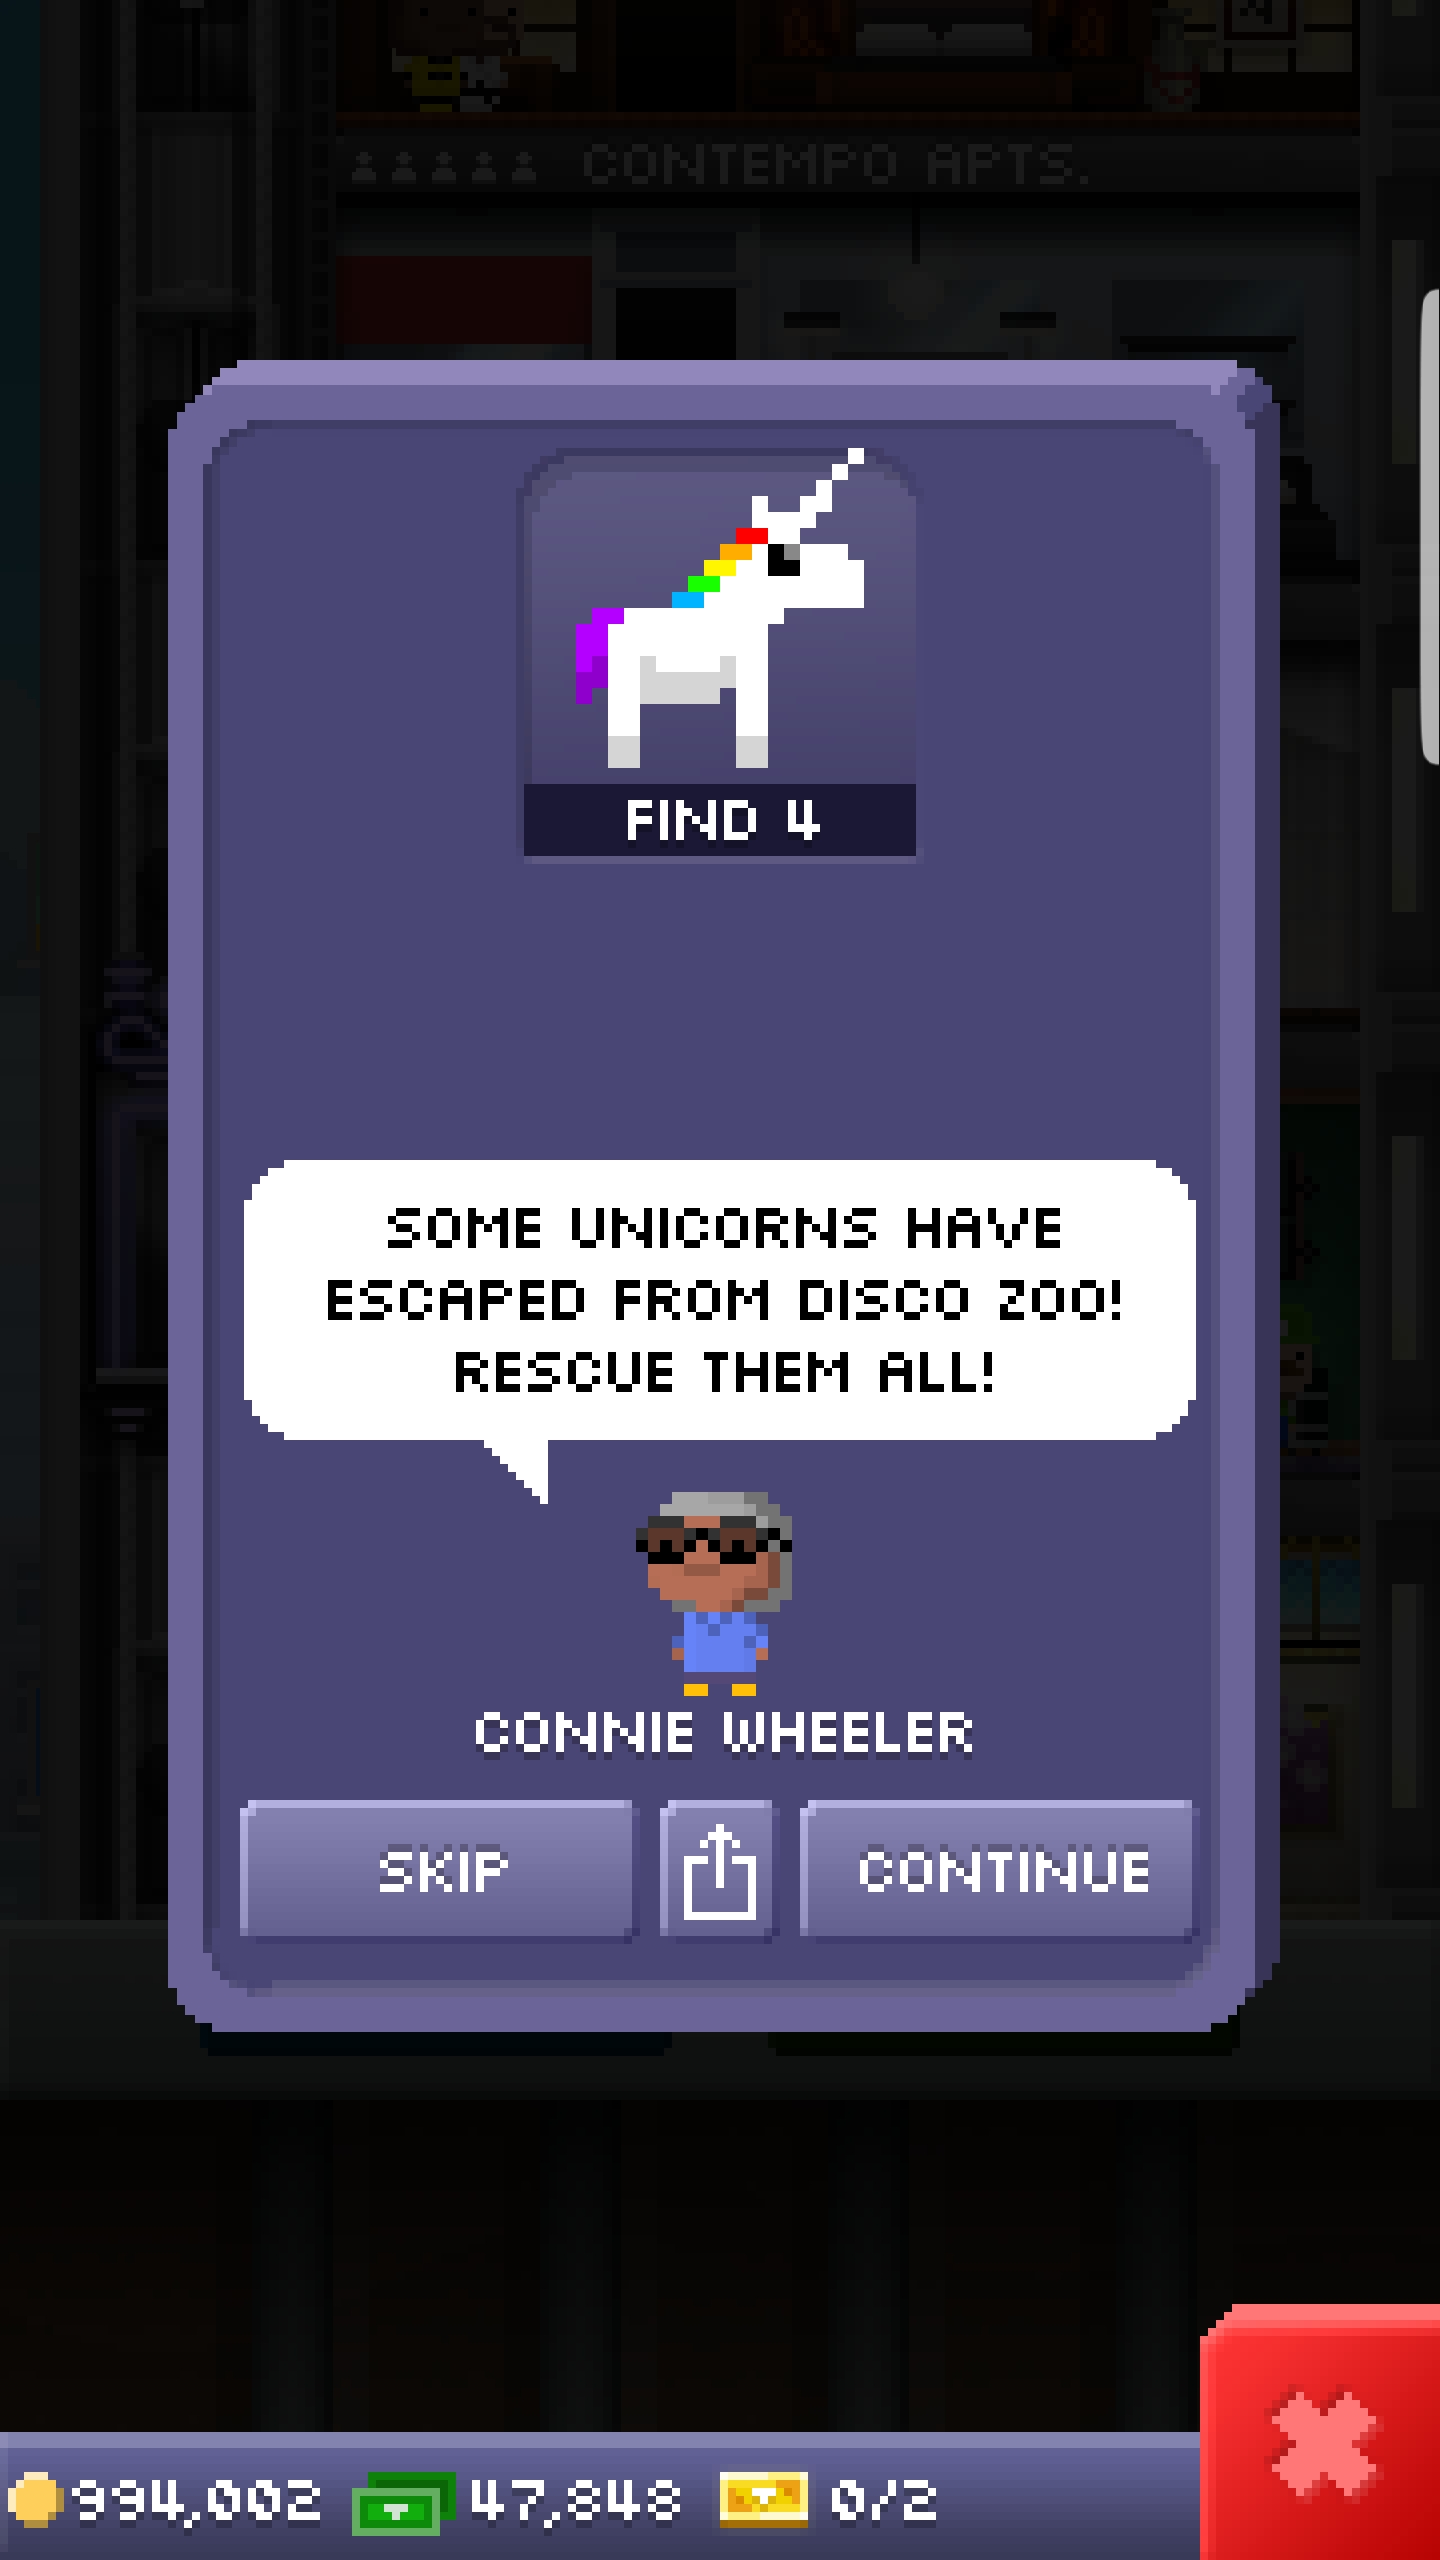 CONTEMPO APTS.
FIND 4
SOME UNICORNS HAVE
ESCAPED FROM DISCO ZOO!
RESCUE THEM ALL!
CONNIE WHEELER
SKIP
CONTINUE
994,002 47,848 0/2